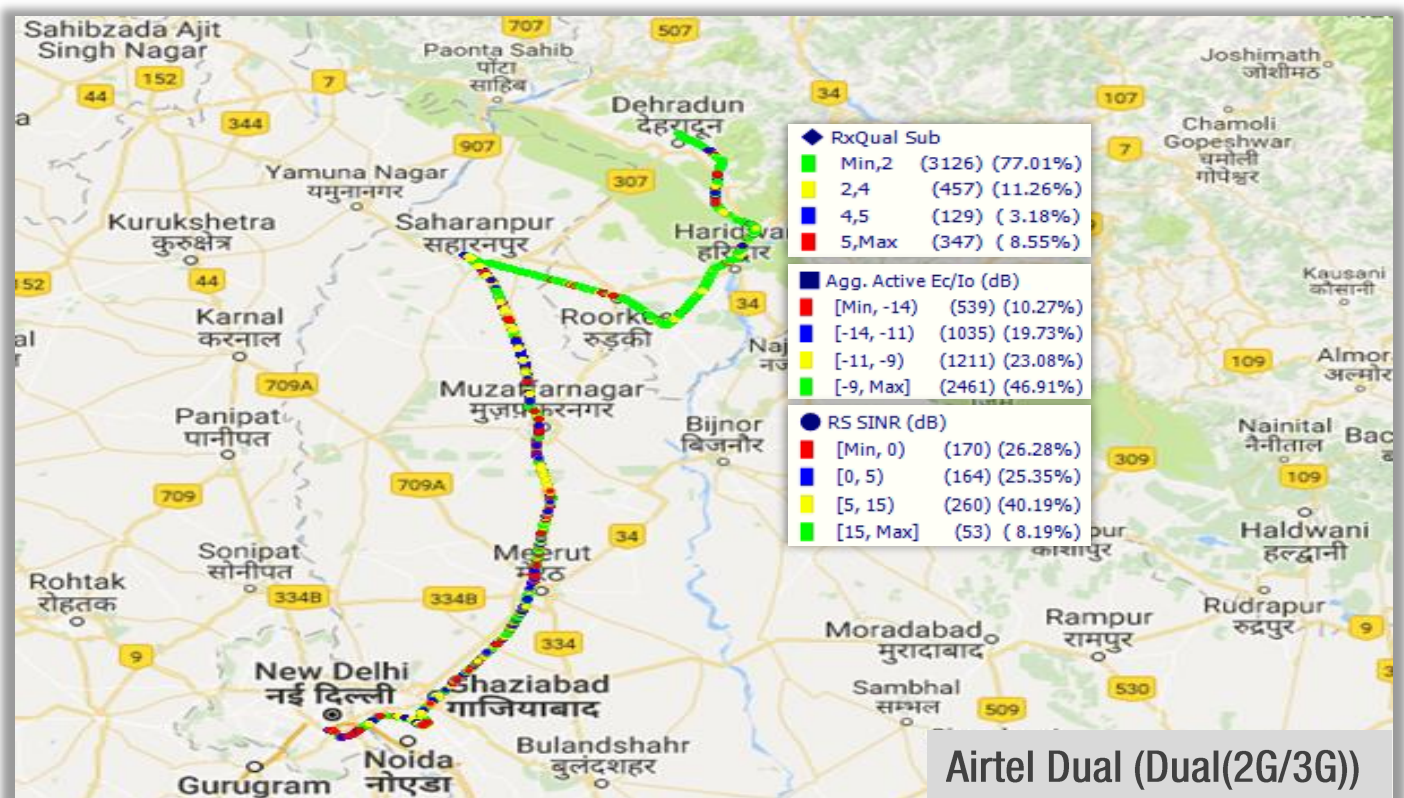 Sahibzada Ajit
Singh Nagar
707
507
Paonta Sahib
पोंटा
साहिब
Joshimath
जोशीमठ
152
7
44
34
107
Dehradun
देहरादून
344
Chamoli
Gopeshwar
चमोली
गोपेश्वर
907
7
Yamuna Nagar
यमुनानगर
307
Kurukshetra
कुरुक्षेत्र
Saharanpur
सहारनपुर
RxQual Sub
Min,2 (3126) (77.01%)
2,4 (457) (11.26%)
4,5 (129) ( 3.18%)
5,Max (347) ( 8.55%)
Agg. Active Ec/Io (dB)
[Min, -14) (539) (10.27%)
[-14, -11) (1035) (19.73%)
[-11, -9) (1211) (23.08%)
[-9, Max] (2461) (46.91%)
RS SINR (dB)
[Min, 0) (170) (26.28%)
[0, 5) (164) (25.35%)
[5, 15) (260) (40.19%)
[15, Max] (53) ( 8.19%)
Kausani
कौसानी
52
44
34
Karnal
करनाल
रुड़की
109
709A
Muzaffarnagar
Panipat
पानीपत
Bijnor
बिजनौर
Nainital
नैनीताल
309
109
709
709A
34
Haldwani
हल्द्वानी
Sonipat
सोनीपत
Meerut
Rohtak
रोहतक
334B
334B
Rudrapur
रुद्रपुर
9
Moradabad
मुरादाबाद
Rampur
रामपुर
334
9
New Delhi
नई दिल्ली
Ghaziabad
गाजियाबाद
Sambhal
सम्भल
530
509
Noida
नोएडा
Bulandshahr
बुलंदशहर
Gurugram
Airtel Dual (Dual(2G/3G))